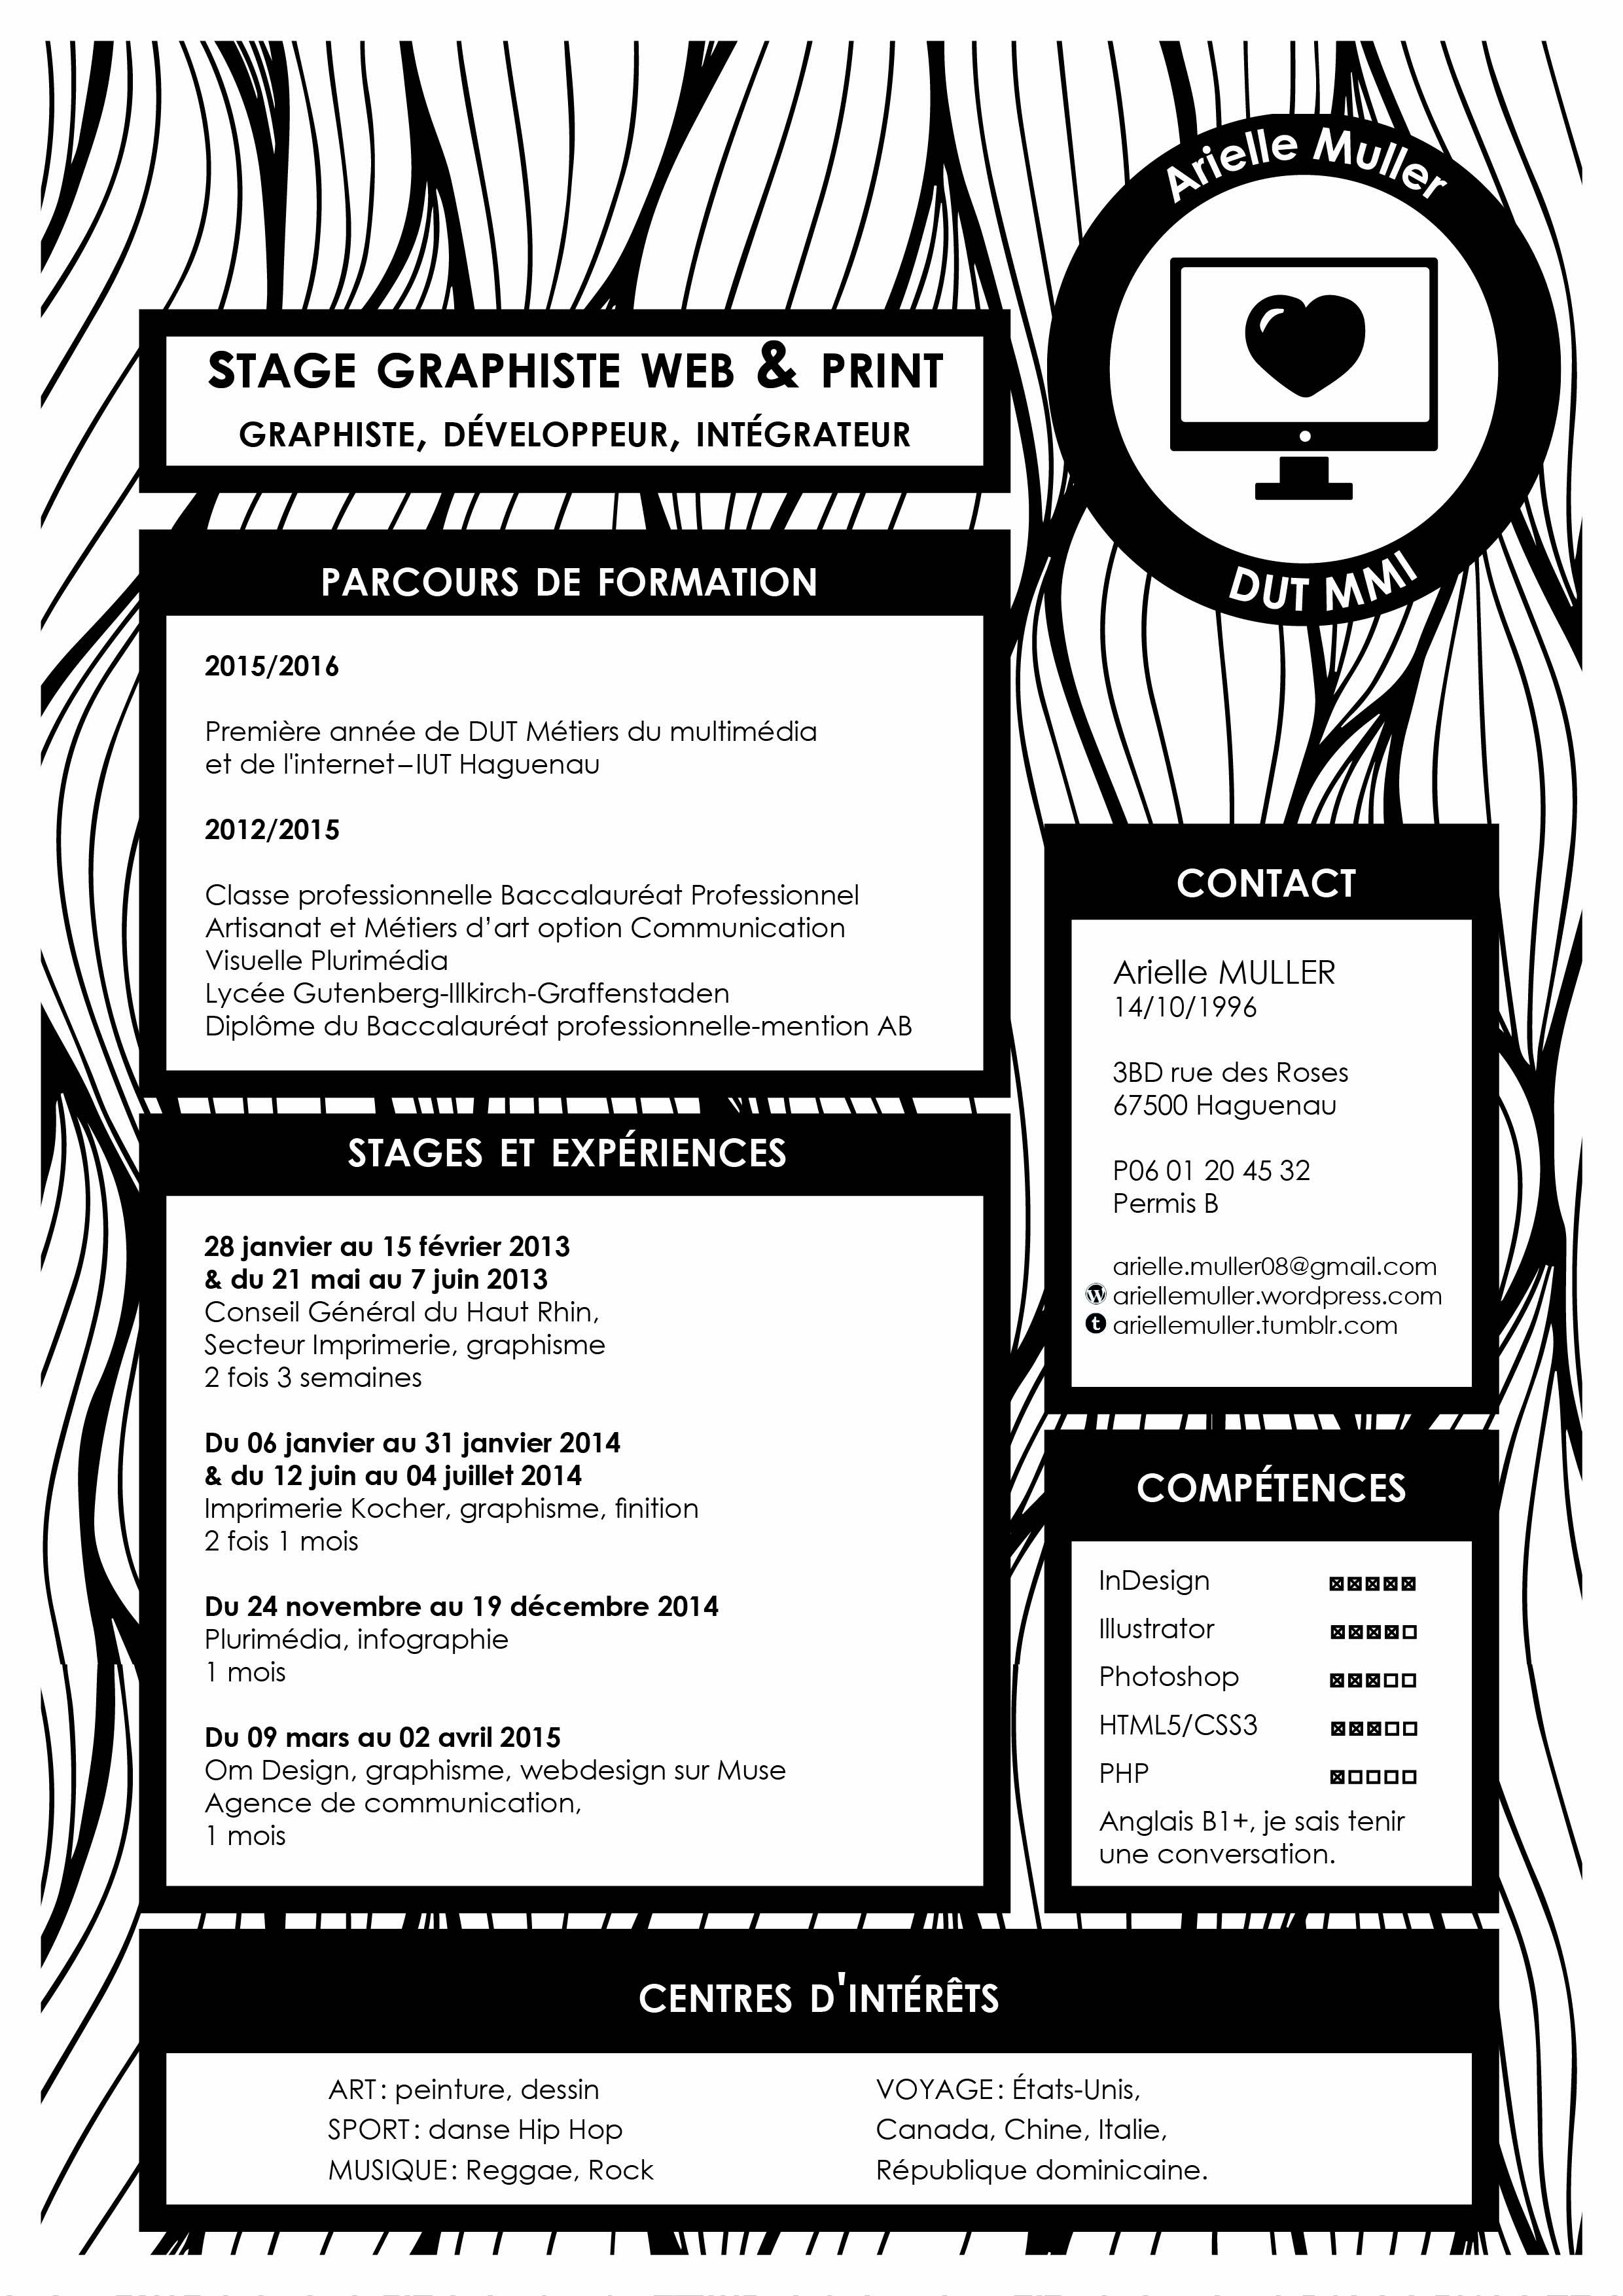 Arielle Muller
DUT MMI
STAGE GRAPHISTE WEB & PRINT
GRAPHISTE, DÉVELOPPEUR, INTÉGRATEUR
PARCOURS DE FORMATION
2015/2016
Première année de DUT Métiers du multimédia
et de l'internet–IUT Haguenau
2012/2015
Classe professionnelle Baccalauréat Professionnel
Artisanat et Métiers d’art option Communication
Visuelle Plurimédia
Lycée Gutenberg-Illkirch-Graffenstaden
Diplôme du Baccalauréat professionnelle-mention AB
STAGES ET EXPÉRIENCES
28 janvier au 15 février 2013
& du 21 mai au 7 juin 2013
Conseil Général du Haut Rhin,
Secteur Imprimerie, graphisme
2 fois 3 semaines
Du 06 janvier au 31 janvier 2014
& du 12 juin au 04 juillet 2014
Imprimerie Kocher, graphisme, finition
2 fois 1 mois
Du 24 novembre au 19 décembre 2014
Plurimédia, infographie
1 mois
Du 09 mars au 02 avril 2015
Om Design, graphisme, webdesign sur Muse
Agence de communication,
1 mois
CONTACT
Arielle MULLER
14/10/1996
3BD rue des Roses
67500 Haguenau
P06 01 20 45 32
Permis B
arielle.muller08@gmail.com
ariellemuller.wordpress.com
ariellemuller.tumblr.com
COMPÉTENCES
InDesign
Illustrator
Photoshop
HTML5/CSS3
PHP
Anglais B1+, je sais tenir
une conversation.
CENTRES D'INTÉRÊTS
ART : peinture, dessin
SPORT : danse Hip Hop
MUSIQUE : Reggae, Rock
VOYAGE : États-Unis,
Canada, Chine, Italie,
République dominicaine.